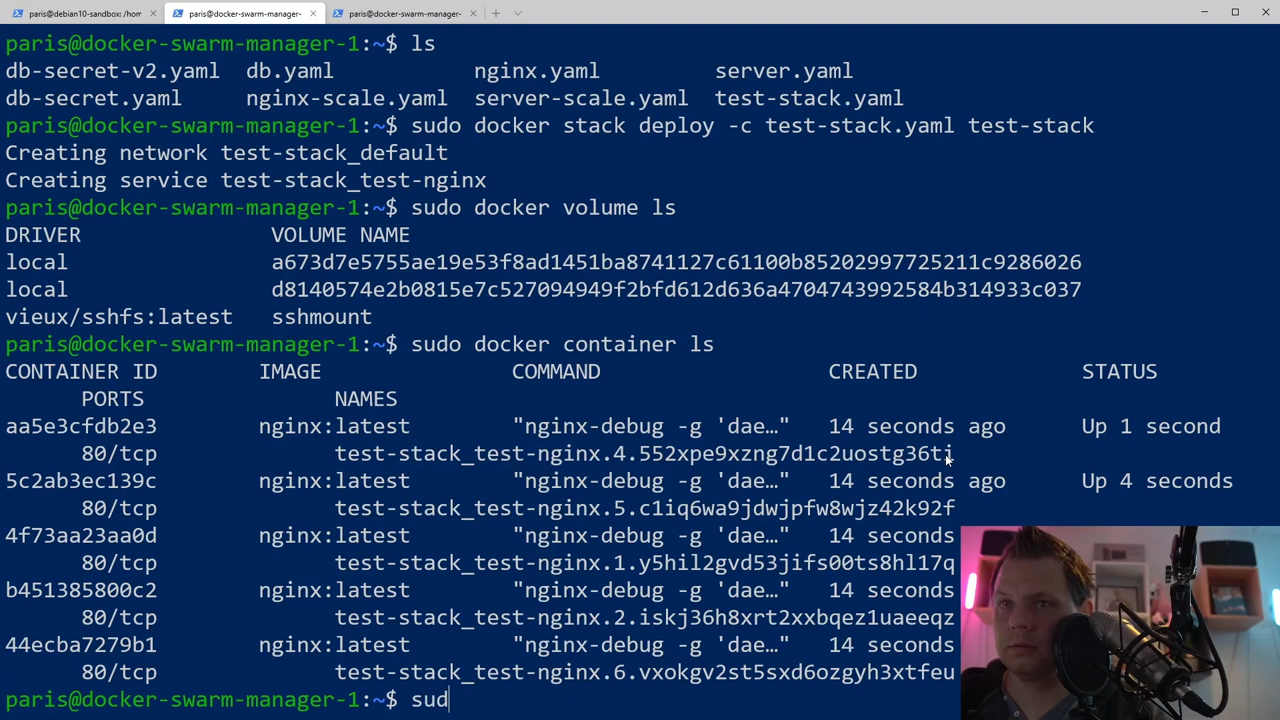 paris@debian10-sandbox: /hom
paris@docker-swarm-manager-1:
paris@docker-swarm-manager-1:
paris@docker-swarm-manager-1:~$ ls
db-secret-v2.yaml  db.yaml           nginx.yaml         server.yaml
db-secret.yaml     nginx-scale.yaml  server-scale.yaml  test-stack.yaml
paris@docker-swarm-manager-1:~$ sudo docker stack deploy -c test-stack.yaml test-stack
Creating network test-stack_default
Creating service test-stack_test-nginx
paris@docker-swarm-manager-1:~$ sudo docker volume ls
DRIVER               VOLUME NAME
local                a673d7e5755ae19e53f8ad1451ba8741127c61100b85202997725211c9286026
local                d8140574e2b0815e7c527094949f2bfd612d636a4704743992584b314933c037
vieux/sshfs:latest   sshmount
paris@docker-swarm-manager-1:~$ sudo docker container ls
CONTAINER ID        IMAGE               COMMAND                  CREATED             STATUS
      PORTS               NAMES
aa5e3cfdb2e3        nginx:latest        "nginx-debug -g 'dae…"   14 seconds ago      Up 1 second
      80/tcp              test-stack_test-nginx.4.552xpe9xzng7d1c2uostg36ti
5c2ab3ec139c        nginx:latest        "nginx-debug -g 'dae…"   14 seconds ago      Up 4 seconds
      80/tcp              test-stack_test-nginx.5.c1iq6wa9jdwjpfw8wjz42k92f
4f73aa23aa0d        nginx:latest        "nginx-debug -g 'dae…"   14 seconds
      80/tcp              test-stack_test-nginx.1.y5hil2gvd53jifs00ts8hl17q
b451385800c2        nginx:latest        "nginx-debug -g 'dae…"   14 seconds
      80/tcp              test-stack_test-nginx.2.iskj36h8xrt2xxbqez1uaeeqz
44ecba7279b1        nginx:latest        "nginx-debug -g 'dae…"   14 seconds
      80/tcp              test-stack_test-nginx.6.vxokgv2st5sxd6ozgyh3xtfeu
paris@docker-swarm-manager-1:~$ sud